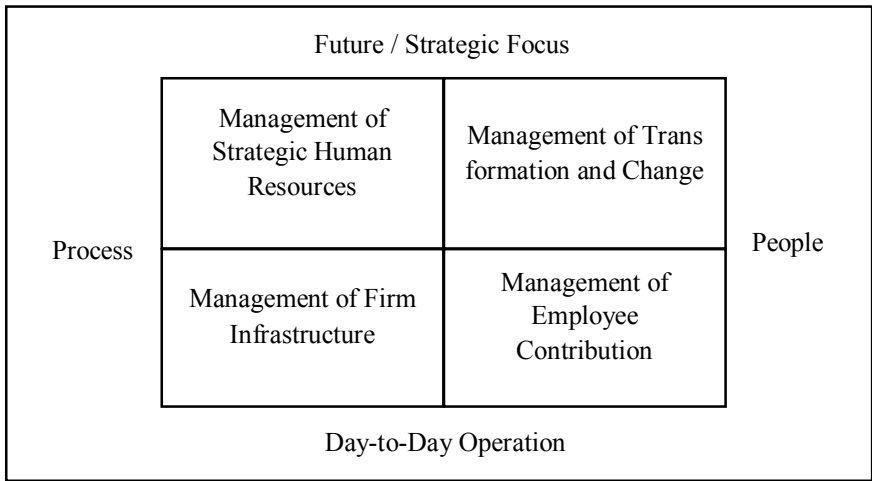 Future / Strategic Focus
Management of
Strategic Human
Resources
Management of Trans
formation and Change
Process
People
Management of Firm
Infrastructure
Management of
Employee
Contribution
Day-to-Day Operation